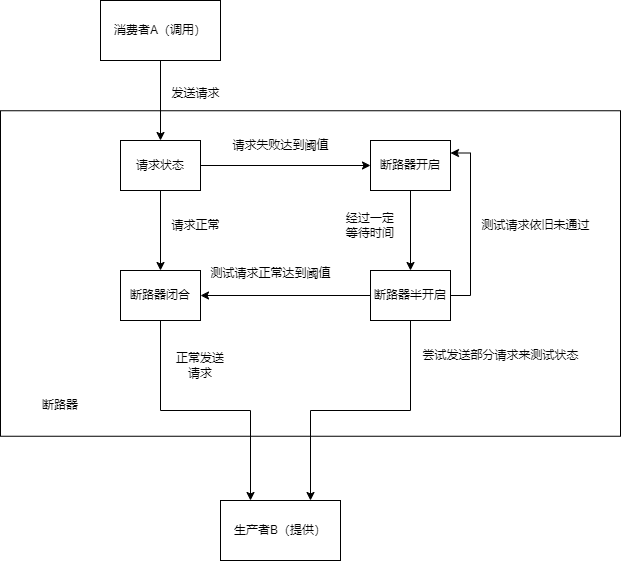 消费者A（调用）
发送请求
请求失败达到阈值
请求状态
断路器开启
请求正常
经过一定
等待时间
测试请求依旧未通过
测试请求正常达到阈值
断路器闭合
断路器半开启
正常发送
请求
尝试发送部分请求来测试状态
断路器
生产者B（提供）